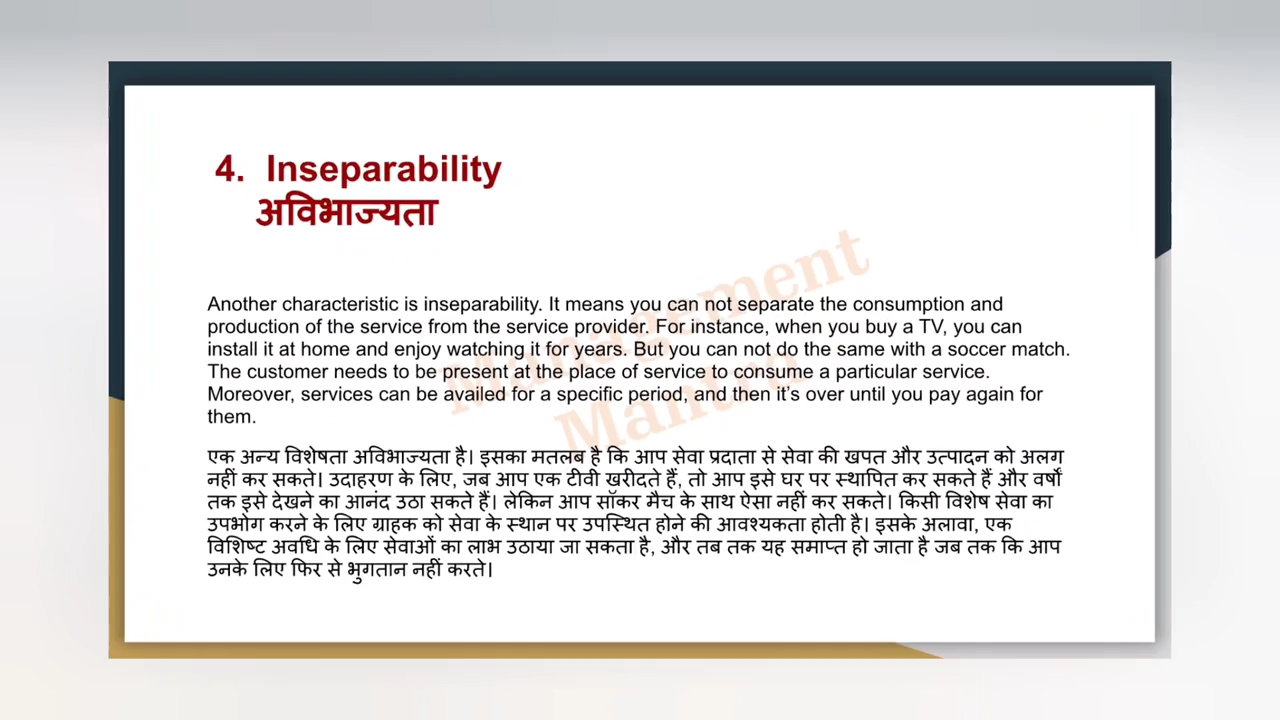 4. Inseparability
अविभाज्यता
Another characteristic is inseparability. It means you can not separate the consumption and
production of the service from the service provider. For instance, when you buy a TV, you can
install it at home and enjoy watching it for years. But you can not do the same with a soccer match.
The customer needs to be present at the place of service to consume a particular service.
Moreover, services can be availed for a specific period, and then it's over until you pay again for
them.
एक अन्य विशेषता अविभाज्यता है। इसका मतलब है कि आप सेवा प्रदाता से सेवा की खपत और उत्पादन को अलग
नहीं कर सकते। उदाहरण के लिए, जब आप एक टीवी खरीदते हैं, तो आप इसे घर पर स्थापित कर सकते हैं और वर्षों
तक इसे देखने का आनंद उठा सकते हैं। लेकिन आप सॉकर मैच के साथ ऐसा नहीं कर सकते। किसी विशेष सेवा का
उपभोग करने के लिए ग्राहक को सेवा के स्थान पर उपस्थित होने की आवश्यकता होती है। इसके अलावा, एक
विशिष्ट अवधि के लिए सेवाओं का लाभ उठाया जा सकता है, और तब तक यह समाप्त हो जाता है जब तक कि आप
उनके लिए फिर से भुगतान नहीं करते।
Management
Mantra